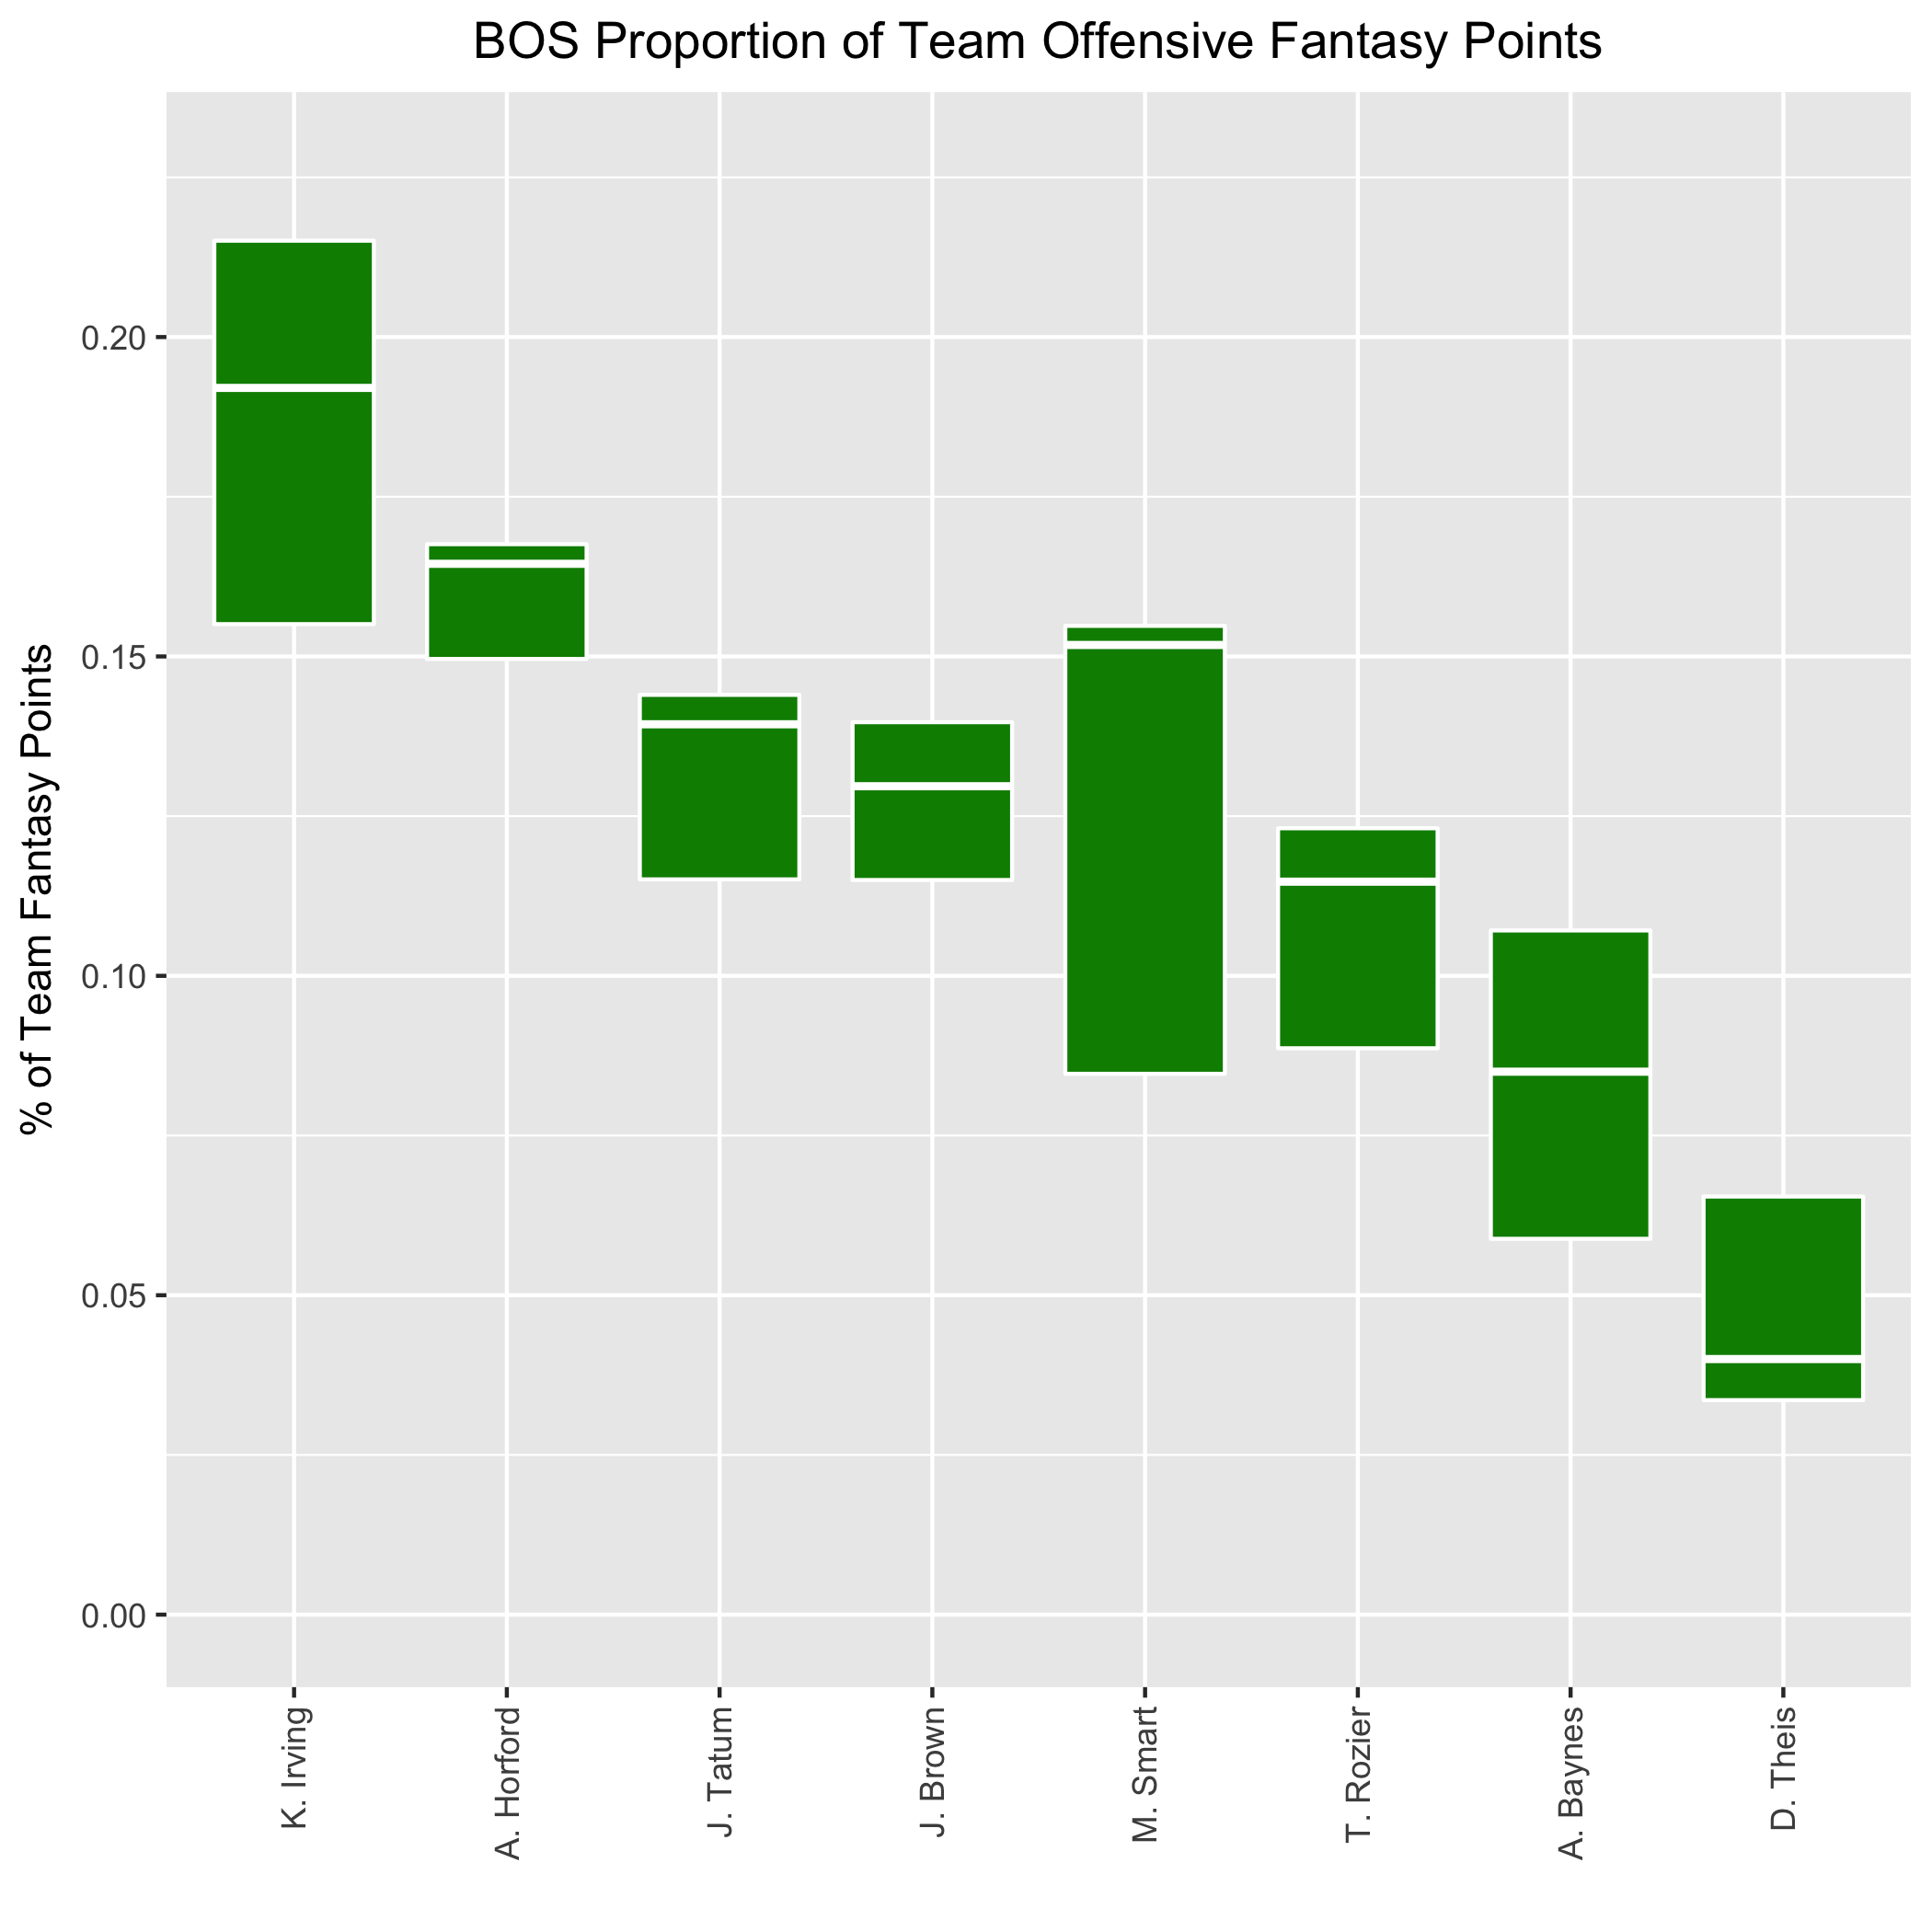 BOS Proportion of Team Offensive Fantasy Points
% of Team Fantasy Points
0.20
0.15
0.10
0.05
0.00
K. Irving
A. Horford
J. Tatum
J. Brown
M. Smart
T. Rozier
A. Baynes
D. Theis